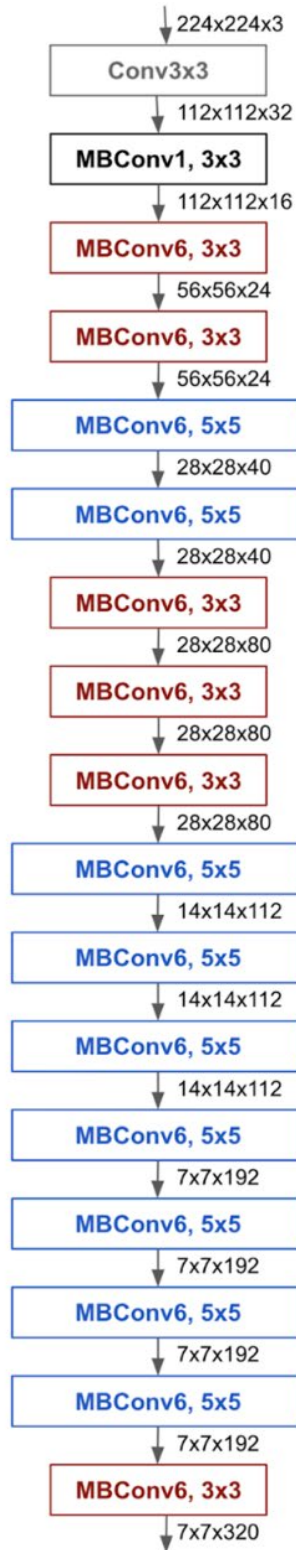 224x224x3
Conv3x3
112x112x32
MBConv1, 3x3
112x112x16
MBConv6, 3x3
56x56x24
MBConv6, 3x3
56x56x24
MBConv6, 5x5
28x28x40
MBConv6, 5x5
28x28x40
MBConv6, 3x3
28x28x80
MBConv6, 3x3
28x28x80
MBConv6, 3x3
28x28x80
MBConv6, 5x5
14x14x112
MBConv6, 5x5
14x14x112
MBConv6, 5x5
14x14x112
MBConv6, 5x5
7x7x192
MBConv6, 5x5
7x7x192
MBConv6, 5x5
7x7x192
MBConv6, 5x5
7x7x192
MBConv6, 3x3
7x7x320